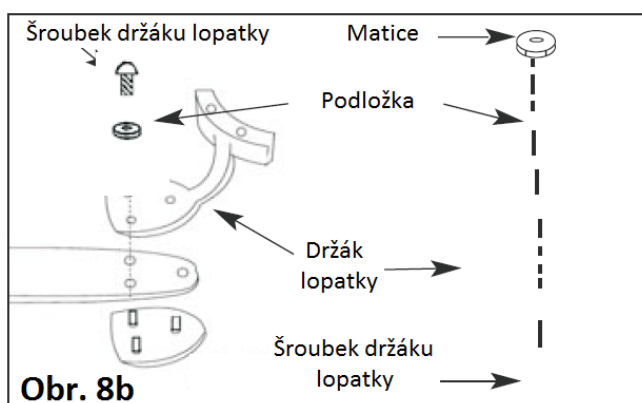 Šroubek držáku lopatky
Matice
Podložka
Držák
lopatky
Šroubek držáku
lopatky
Obr. 8b